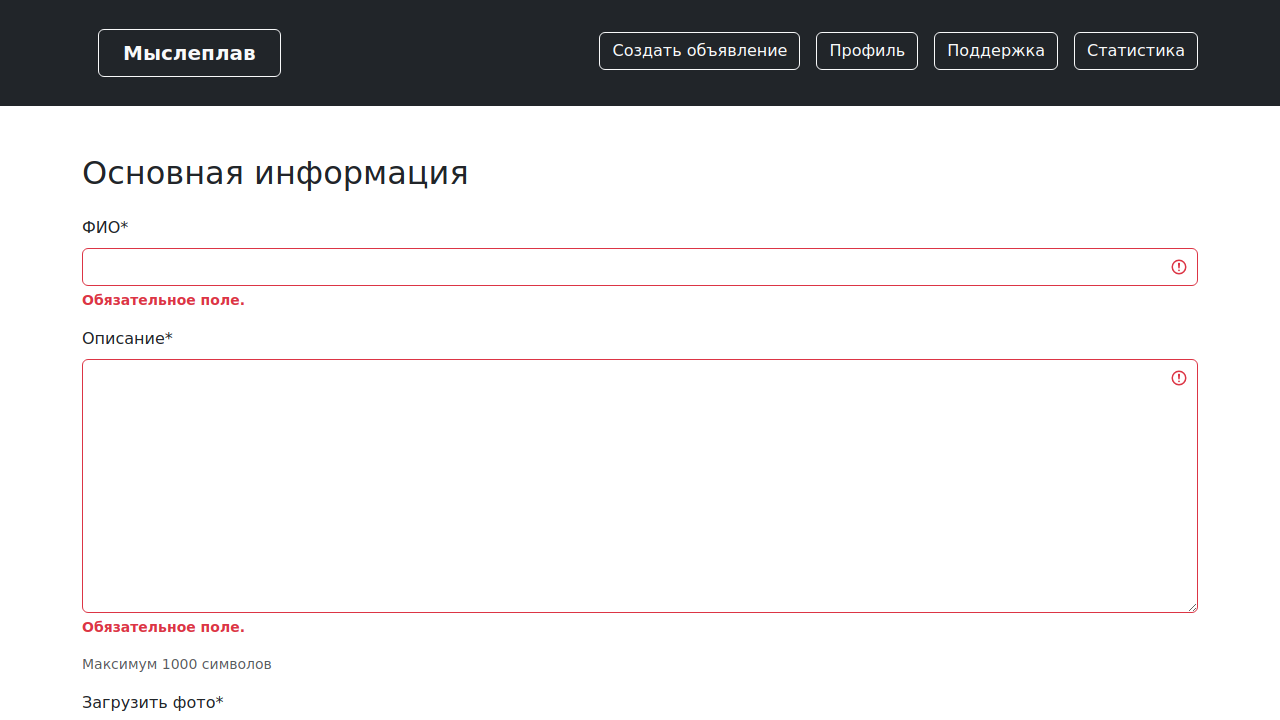 Мыслеплав
Создать объявление
Профиль
Поддержка
Статистика
Основная информация
ФИО*
Обязательное поле.
Описание*
Обязательное поле.
Максимум 1000 символов
Загрузить фото*